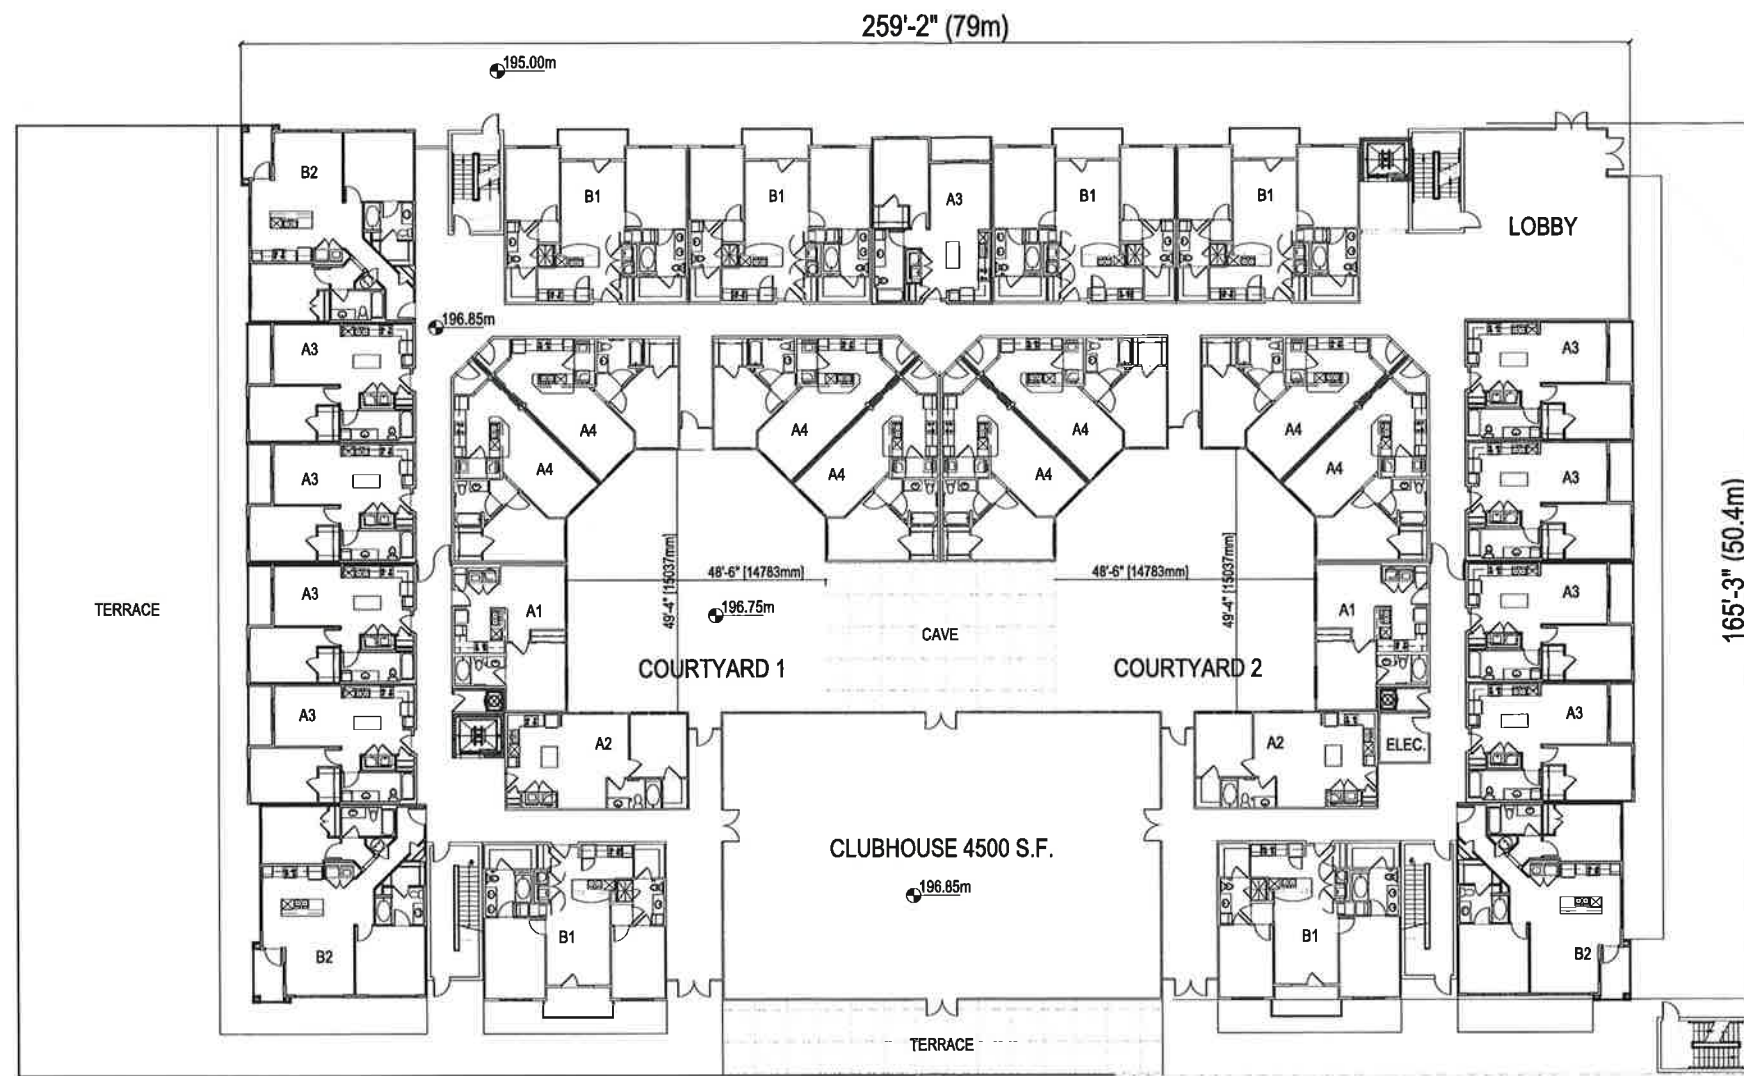 259'-2" (79m)
195.00m
B2
B1
B1
A3
B1
B1
LOBBY
196.85m
A3
A3
A4
A4
A4
A4
A4
A4
A4
A4
A3
A3
165'-3" (50.4m)
49'-4" [15037mm]
48'-6" [14783mm]
48'-6" [14783mm]
49'-4" [15037mm]
A3
A1
A1
A3
TERRACE
196.75m
CAVE
COURTYARD 1
COURTYARD 2
A3
A3
A2
A2
ELEC.
CLUBHOUSE 4500 S.F.
196.85m
B2
B1
B1
B2
TERRACE